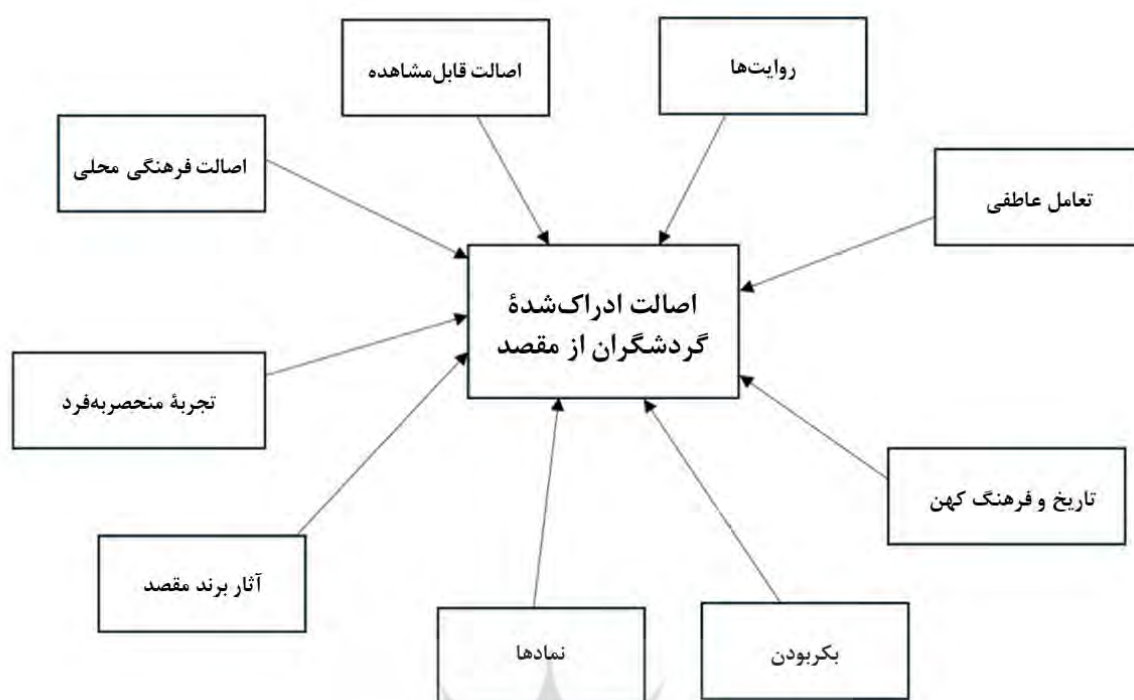 روایت‌ها
اصالت قابل‌مشاهده
اصالت فرهنگی محلی
تعامل عاطفی
اصالت ادراک‌شدهٔ
گردشگران از مقصد
تجربهٔ منحصربه‌فرد
تاریخ و فرهنگ کهن
آثار برند مقصد
بکربودن
نمادها